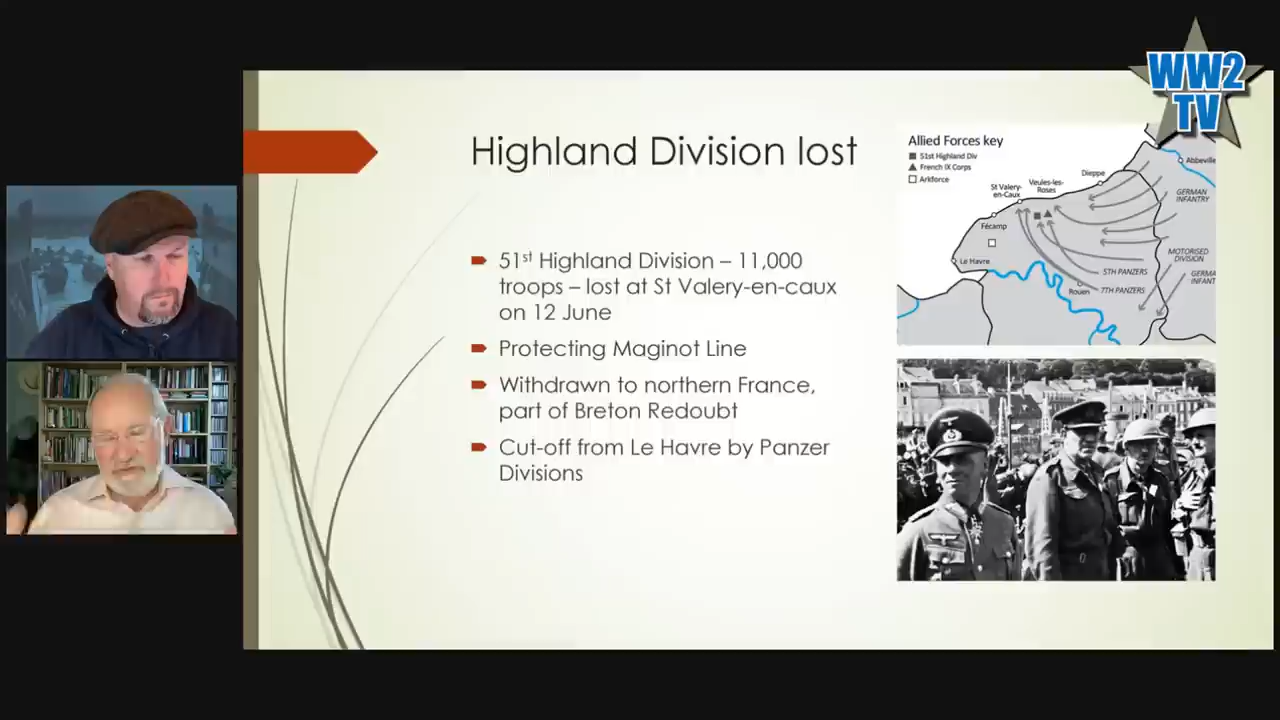 WW2
TV
Highland Division lost
51st Highland Division – 11,000
troops – lost at St Valery-en-caux
on 12 June
Protecting Maginot Line
Withdrawn to northern France,
part of Breton Redoubt
Cut-off from Le Havre by Panzer
Divisions
Allied Forces key
51st Highland Div
French IX Corps
Arkforce
Abbeville
Dieppe
Veules-les-
Roses
St Valery-
en-Caux
GERMAN
INFANTRY
Fécamp
MOTORISED
DIVISION
Le Havre
5TH PANZERS
GERMA
INFANT
Rouen
7TH PANZERS